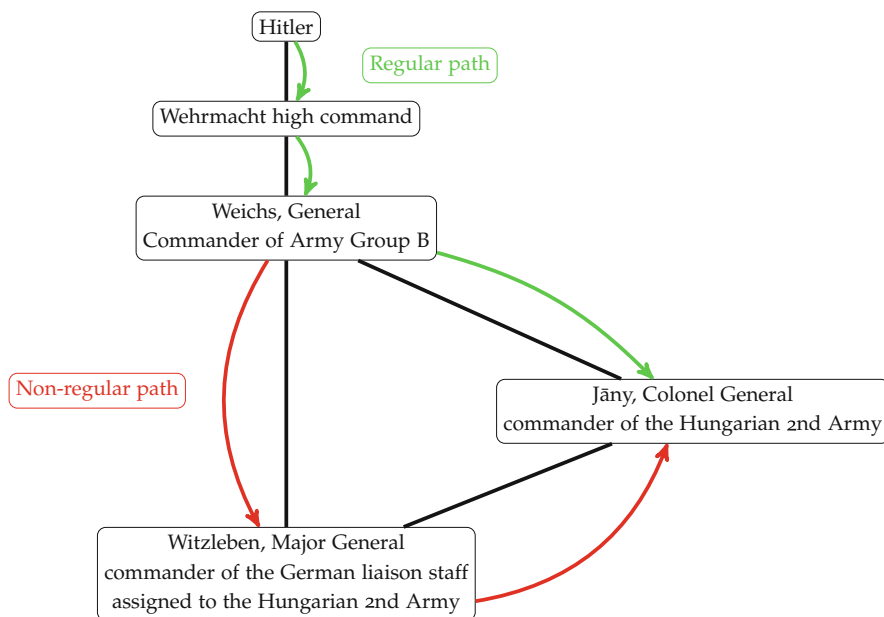 Hitler
Regular path
Wehrmacht high command
Weichs, General
Commander of Army Group B
Non-regular path
Jāny, Colonel General
commander of the Hungarian 2nd Army
Witzleben, Major General
commander of the German liaison staff
assigned to the Hungarian 2nd Army